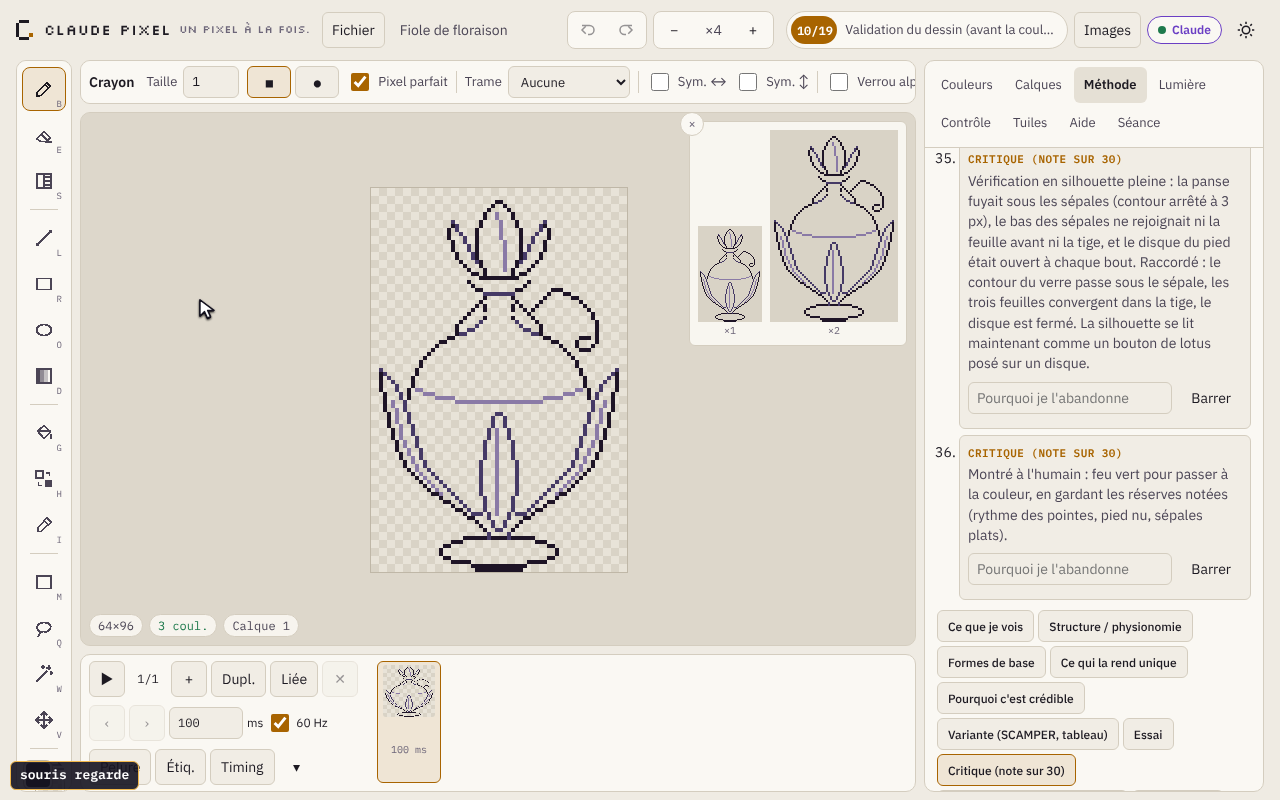 CLAUDE PIXEL UN PIXEL À LA FOIS.
Fichier
Fiole de floraison
− ×4 +
10/19 Validation du dessin (avant la coul…
Images
Claude
Crayon Taille 1
Pixel parfait
Trame Aucune
Sym. ↔ Sym. ↕
Verrou alp
B
E
S
L
R
O
D
G
H
I
M
Q
W
V
×
×1 ×2
64×96 3 coul. Calque 1
1/1 + Dupl. Liée ×
‹ › 100 ms 60 Hz
Étiq. Timing ▼
100 ms
souris regarde
Couleurs Calques Méthode Lumière
Contrôle Tuiles Aide Séance
35. CRITIQUE (NOTE SUR 30)
Vérification en silhouette pleine : la panse
fuyait sous les sépales (contour arrêté à 3
px), le bas des sépales ne rejoignait ni la
feuille avant ni la tige, et le disque du pied
était ouvert à chaque bout. Raccordé : le
contour du verre passe sous le sépale, les
trois feuilles convergent dans la tige, le
disque est fermé. La silhouette se lit
maintenant comme un bouton de lotus
posé sur un disque.
Pourquoi je l'abandonne Barrer
36. CRITIQUE (NOTE SUR 30)
Montré à l'humain : feu vert pour passer à
la couleur, en gardant les réserves notées
(rythme des pointes, pied nu, sépales
plats).
Pourquoi je l'abandonne Barrer
Ce que je vois Structure / physionomie
Formes de base Ce qui la rend unique
Pourquoi c'est crédible
Variante (SCAMPER, tableau) Essai
Critique (note sur 30)